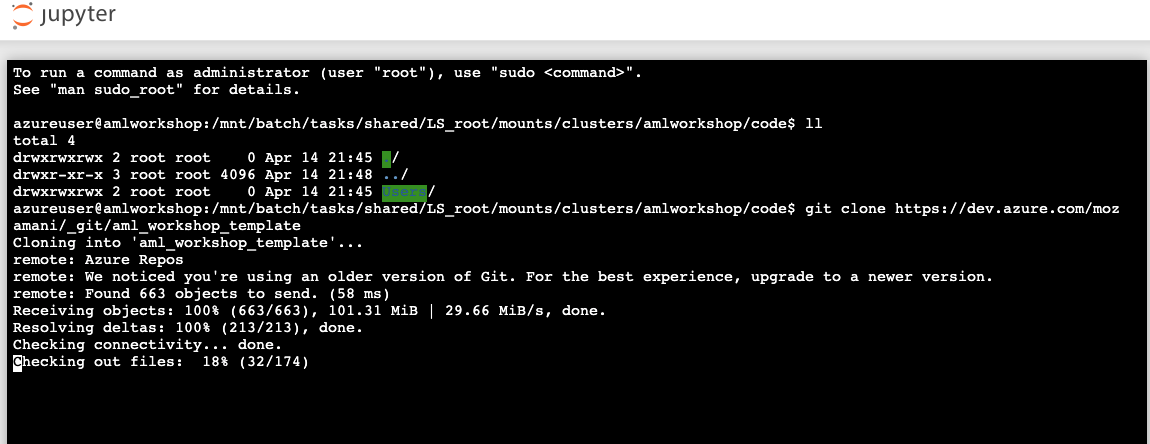 jupyter
To run a command as administrator (user "root"), use "sudo <command>".
See "man sudo_root" for details.
azureuser@amlworkshop:/mnt/batch/tasks/shared/LS_root/mounts/clusters/amlworkshop/code$ ll
total 4
drwxrwxrwx 2 root root    0 Apr 14 21:45 ./
drwxr-xr-x 3 root root 4096 Apr 14 21:48 ../
drwxrwxrwx 2 root root    0 Apr 14 21:45 Users/
azureuser@amlworkshop:/mnt/batch/tasks/shared/LS_root/mounts/clusters/amlworkshop/code$ git clone https://dev.azure.com/moz
amani/_git/aml_workshop_template
Cloning into 'aml_workshop_template'...
remote: Azure Repos
remote: We noticed you're using an older version of Git. For the best experience, upgrade to a newer version.
remote: Found 663 objects to send. (58 ms)
Receiving objects: 100% (663/663), 101.31 MiB | 29.66 MiB/s, done.
Resolving deltas: 100% (213/213), done.
Checking connectivity... done.
Checking out files:  18% (32/174)